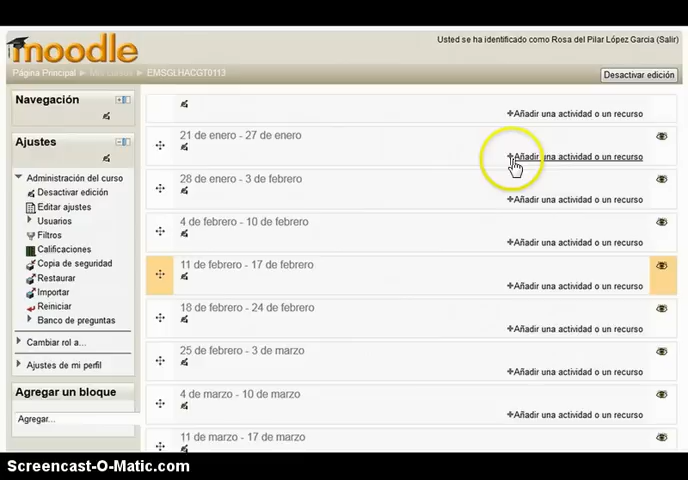 moodle
Usted se ha identificado como Rosa del Pilar López Garcia (Salir)
Página Principal ► Mis cursos ► EMSGLHACGT0113
Desactivar edición
Navegación
Ajustes
Administración del curso
Desactivar edición
Editar ajustes
Usuarios
Filtros
Calificaciones
Copia de seguridad
Restaurar
Importar
Reiniciar
Banco de preguntas
Cambiar rol a...
Ajustes de mi perfil
Agregar un bloque
Agregar...
Añadir una actividad o un recurso
21 de enero - 27 de enero
Añadir una actividad o un recurso
28 de enero - 3 de febrero
Añadir una actividad o un recurso
4 de febrero - 10 de febrero
Añadir una actividad o un recurso
11 de febrero - 17 de febrero
Añadir una actividad o un recurso
18 de febrero - 24 de febrero
Añadir una actividad o un recurso
25 de febrero - 3 de marzo
Añadir una actividad o un recurso
4 de marzo - 10 de marzo
Añadir una actividad o un recurso
11 de marzo - 17 de marzo
Screencast-O-Matic.com